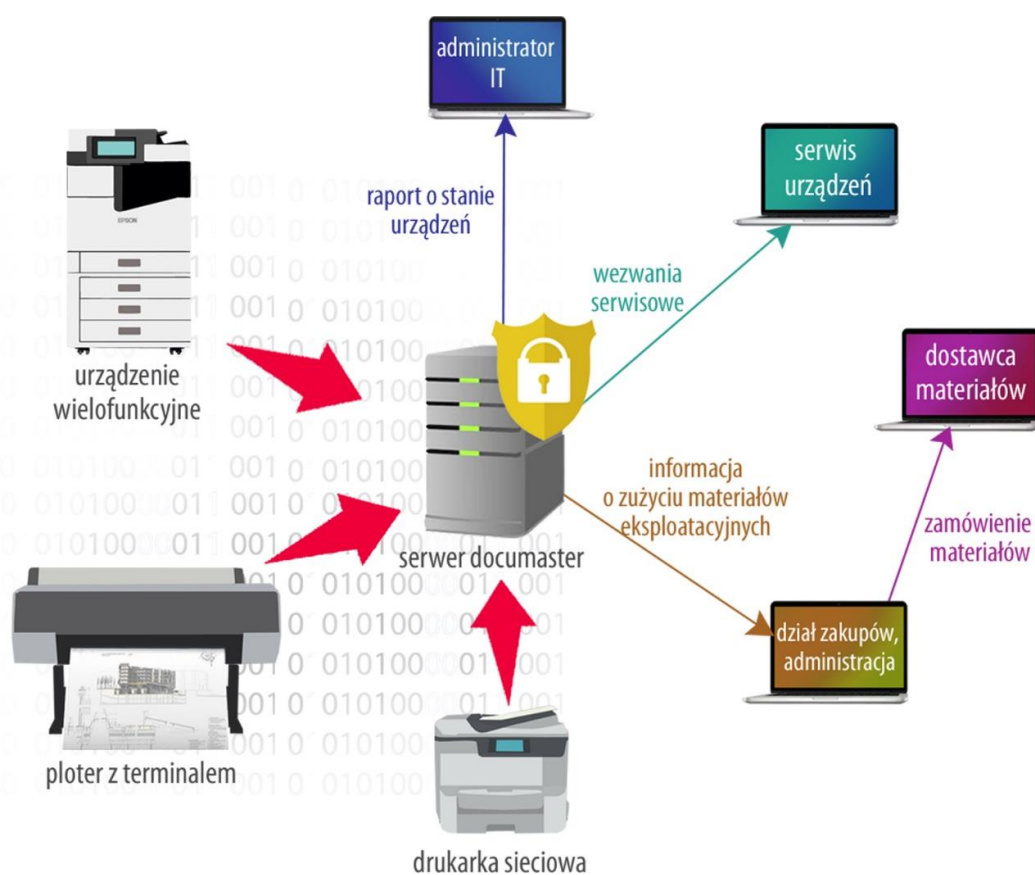 administrator
IT
serwis
urządzeń
raport o stanie
urządzeń
EPSON
wezwania
serwisowe
dostawca
materiałów
urządzenie
wielofunkcyjne
informacja
o zużyciu materiałów
eksploatacyjnych
zamówienie
materiałów
serwer documaster
dział zakupów,
administracja
ploter z terminalem
drukarka sieciowa